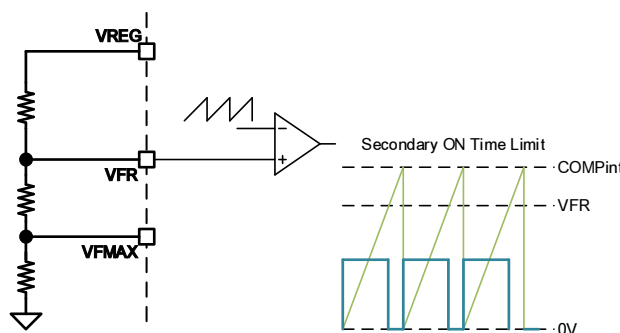 VREG
VFR
VFMAX
Secondary ON Time Limit
COMPint
VFR
0V